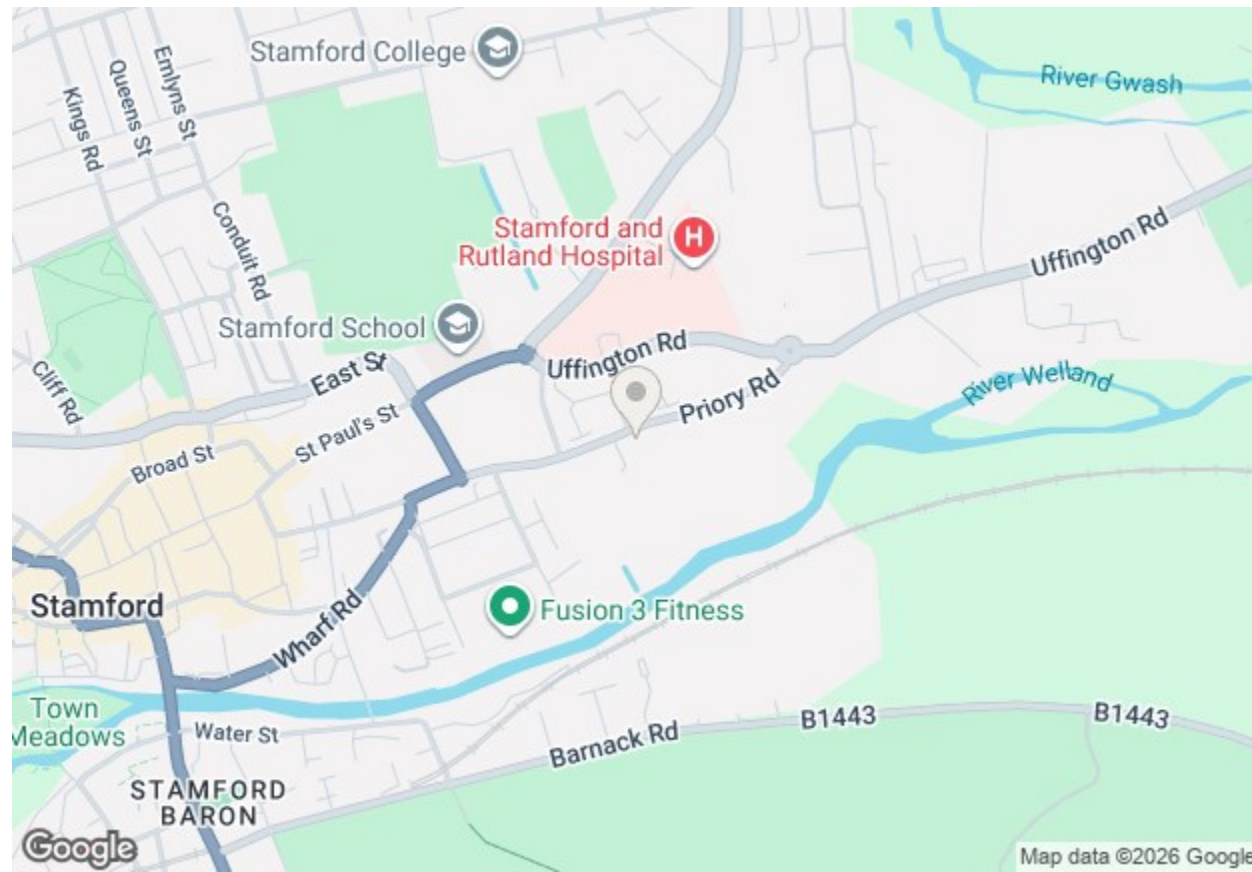 Stamford College
River Gwash
Emlyns St
Queens St
Kings Rd
Conduit Rd
Stamford and
Rutland Hospital
H
Uffington Rd
Stamford School
Uffington Rd
East St
Cliff Rd
River Welland
Priory Rd
St Paul's St
Broad St
Stamford
Wharf Rd
Fusion 3 Fitness
Town
Meadows
Water St
B1443
B1443
Barnack Rd
STAMFORD
BARON
Google
Map data ©2026 Google